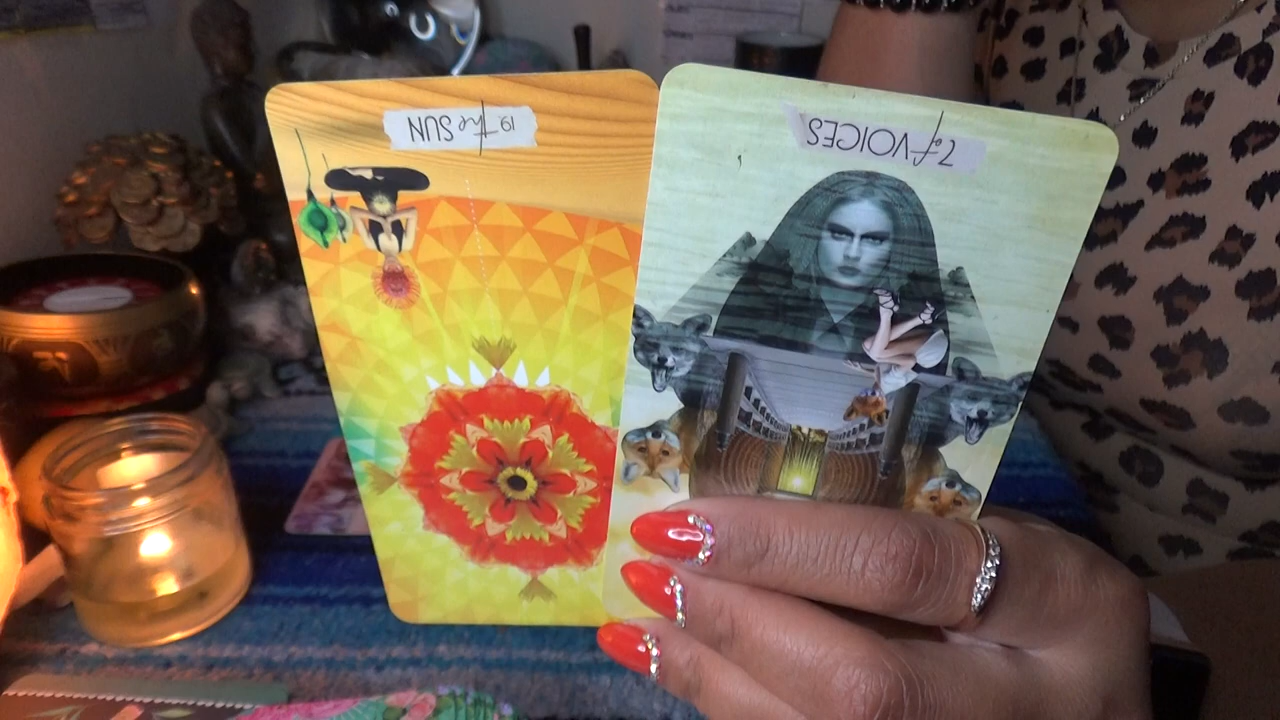 19. the SUN
7 of VOICES